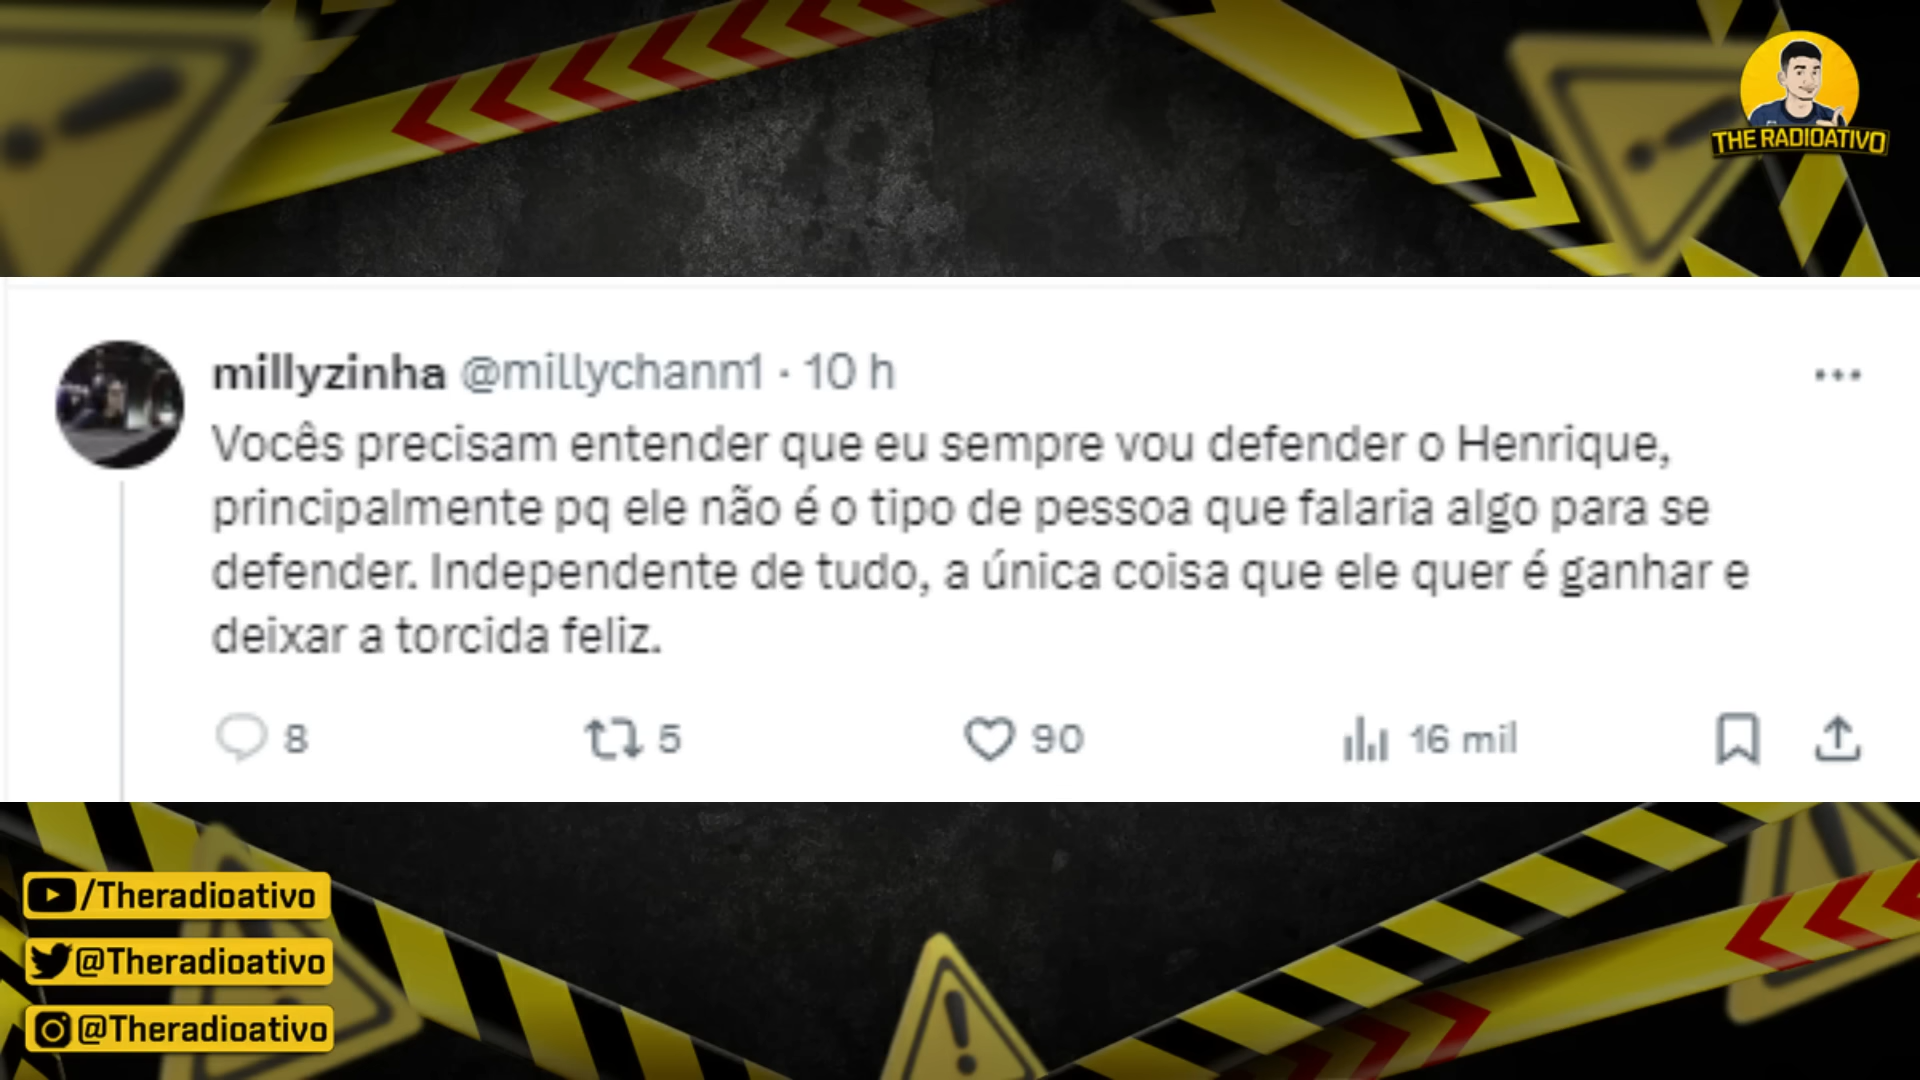 THE RADIOATIVO
millyzinha @millychann1 · 10 h
Vocês precisam entender que eu sempre vou defender o Henrique,
principalmente pq ele não é o tipo de pessoa que falaria algo para se
defender. Independente de tudo, a única coisa que ele quer é ganhar e
deixar a torcida feliz.
8 5 90 16 mil
/Theradioativo
@Theradioativo
@Theradioativo